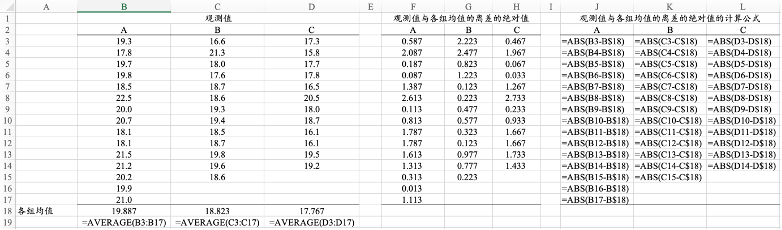 A B C D E F G H I J K L
1 观测值 观测值与各组均值的离差的绝对值 观测值与各组均值的离差的绝对值的计算公式
2 A B C A B C A B C
3 19.3 16.6 17.3 0.587 2.223 0.467 =ABS(B3-B$18) =ABS(C3-C$18) =ABS(D3-D$18)
4 17.8 21.3 15.8 2.087 2.477 1.967 =ABS(B4-B$18) =ABS(C4-C$18) =ABS(D4-D$18)
5 19.7 18.0 17.7 0.187 0.823 0.067 =ABS(B5-B$18) =ABS(C5-C$18) =ABS(D5-D$18)
6 19.8 17.6 17.8 0.087 1.223 0.033 =ABS(B6-B$18) =ABS(C6-C$18) =ABS(D6-D$18)
7 18.5 18.7 16.5 1.387 0.123 1.267 =ABS(B7-B$18) =ABS(C7-C$18) =ABS(D7-D$18)
8 22.5 18.6 20.5 2.613 0.223 2.733 =ABS(B8-B$18) =ABS(C8-C$18) =ABS(D8-D$18)
9 20.0 19.3 18.0 0.113 0.477 0.233 =ABS(B9-B$18) =ABS(C9-C$18) =ABS(D9-D$18)
10 20.7 19.4 18.7 0.813 0.577 0.933 =ABS(B10-B$18) =ABS(C10-C$18) =ABS(D10-D$18)
11 18.1 18.5 16.1 1.787 0.323 1.667 =ABS(B11-B$18) =ABS(C11-C$18) =ABS(D11-D$18)
12 18.1 18.7 16.1 1.787 0.123 1.667 =ABS(B12-B$18) =ABS(C12-C$18) =ABS(D12-D$18)
13 21.5 19.8 19.5 1.613 0.977 1.733 =ABS(B13-B$18) =ABS(C13-C$18) =ABS(D13-D$18)
14 21.2 19.6 19.2 1.313 0.777 1.433 =ABS(B14-B$18) =ABS(C14-C$18) =ABS(D14-D$18)
15 20.2 18.6 0.313 0.223 =ABS(B15-B$18) =ABS(C15-C$18)
16 19.9 0.013 =ABS(B16-B$18)
17 21.0 1.113 =ABS(B17-B$18)
18 各组均值 19.887 18.823 17.767
19 =AVERAGE(B3:B17) =AVERAGE(C3:C17) =AVERAGE(D3:D17)